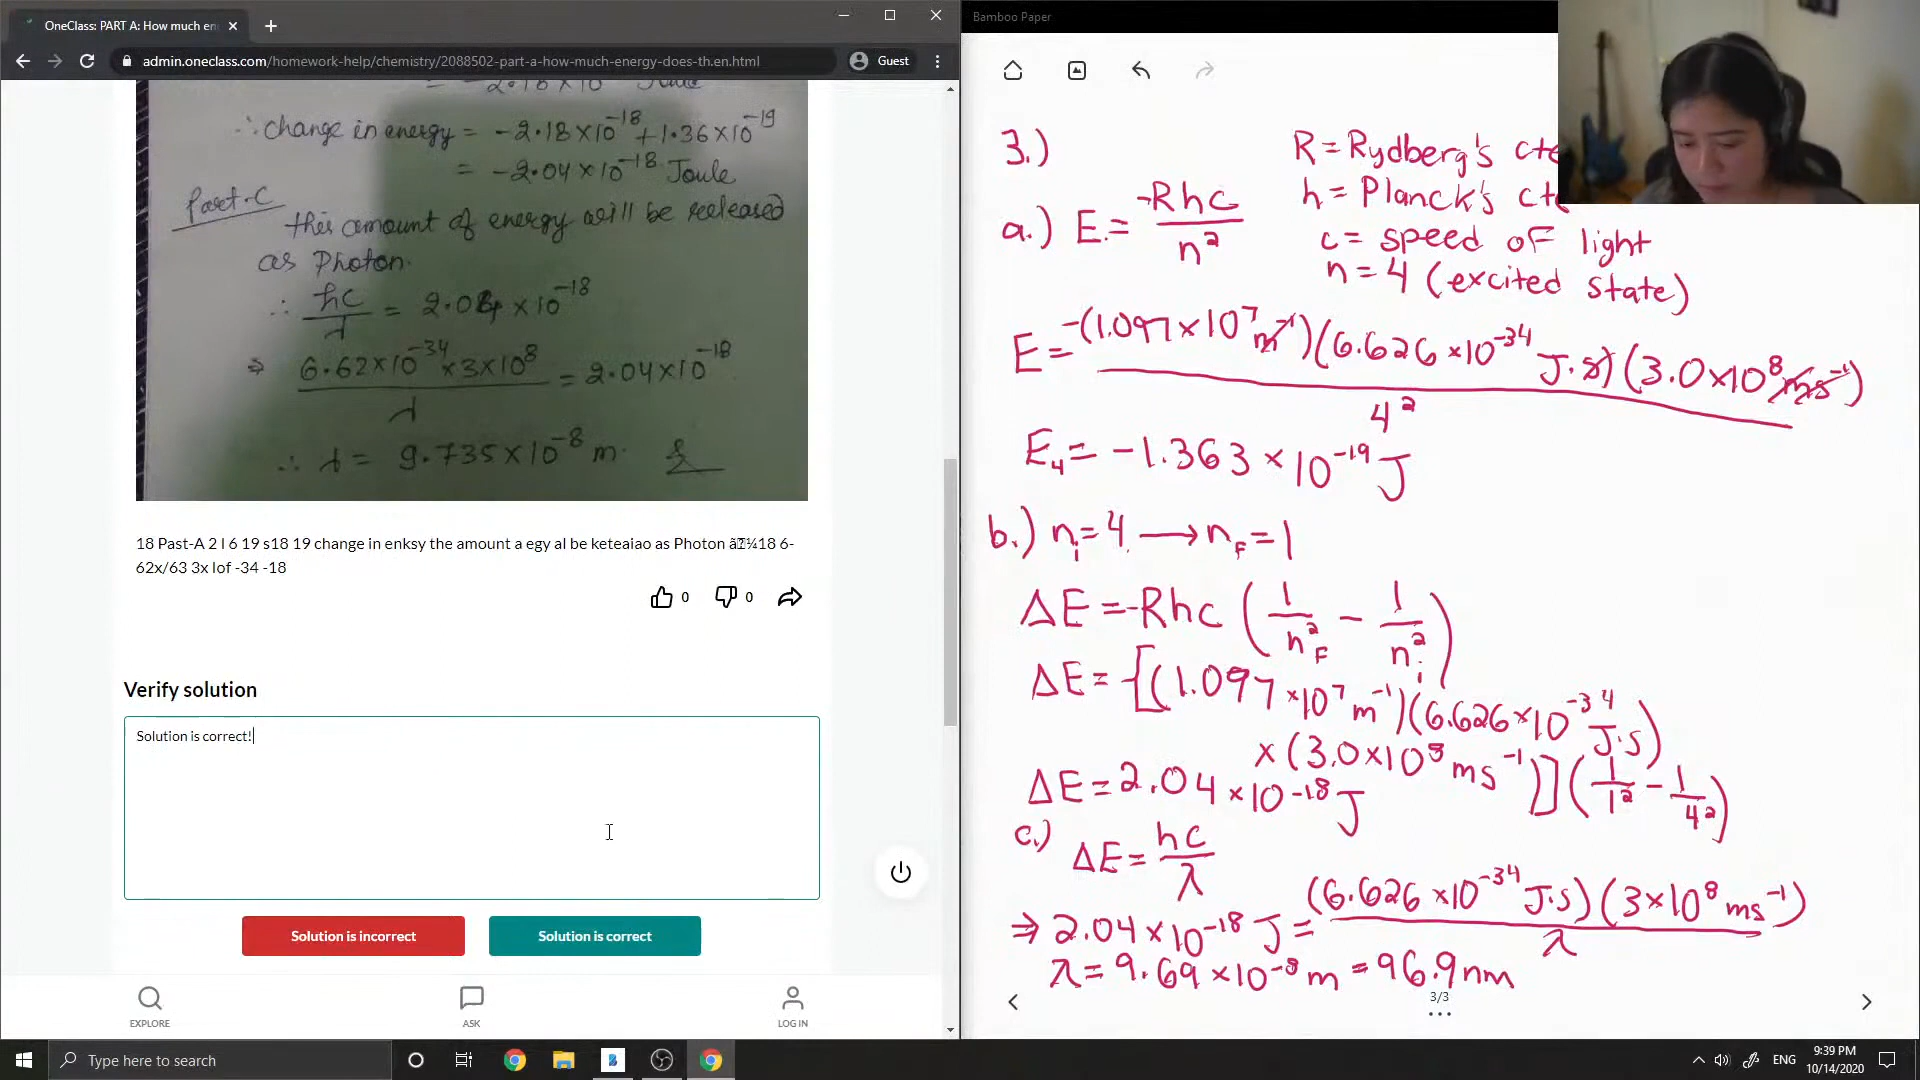 OneClass: PART A: How much en
admin.oneclass.com/homework-help/chemistry/2088502-part-a-how-much-energy-does-th.en.html
Guest
∴ change in energy = -2.18×10⁻¹⁸ + 1.36×10⁻¹⁹
= -2.04×10⁻¹⁸ Joule
Part-C
this amount of energy will be released
as Photon.
∴ hc/λ = 2.04 ×10⁻¹⁸
⇒ 6.62×10⁻³⁴×3×10⁸/λ = 2.04×10⁻¹⁸
∴ λ = 9.735×10⁻⁸ m.
18 Past-A 2 l 6 19 s18 19 change in enksy the amount a egy al be keteaiao as Photon 18 6-
62x/63 3x lof -34 -18
0
0
Verify solution
Solution is correct!
Solution is incorrect
Solution is correct
EXPLORE
ASK
LOG IN
Bamboo Paper
3.)
R = Rydberg's cte
h = Planck's cte
a.) E = -Rhc/n²
c = speed of light
n = 4 (excited state)
E = -(1.097×10⁷ m⁻¹)(6.626×10⁻³⁴ J·s)(3.0×10⁸ ms⁻¹)
4²
E₄ = -1.363 × 10⁻¹⁹ J
b.) nᵢ = 4 → n_F = 1
ΔE = -Rhc (1/n_F² - 1/nᵢ²)
ΔE = -[(1.097×10⁷ m⁻¹)(6.626×10⁻³⁴ J·s)
×(3.0×10⁸ ms⁻¹)](1/1² - 1/4²)
ΔE = 2.04 ×10⁻¹⁸ J
c.)
ΔE = hc/λ
⇒ 2.04×10⁻¹⁸ J = (6.626×10⁻³⁴ J·s)(3×10⁸ ms⁻¹)/λ
λ = 9.69×10⁻⁸ m = 96.9nm
3/3
Type here to search
ENG
9:39 PM
10/14/2020